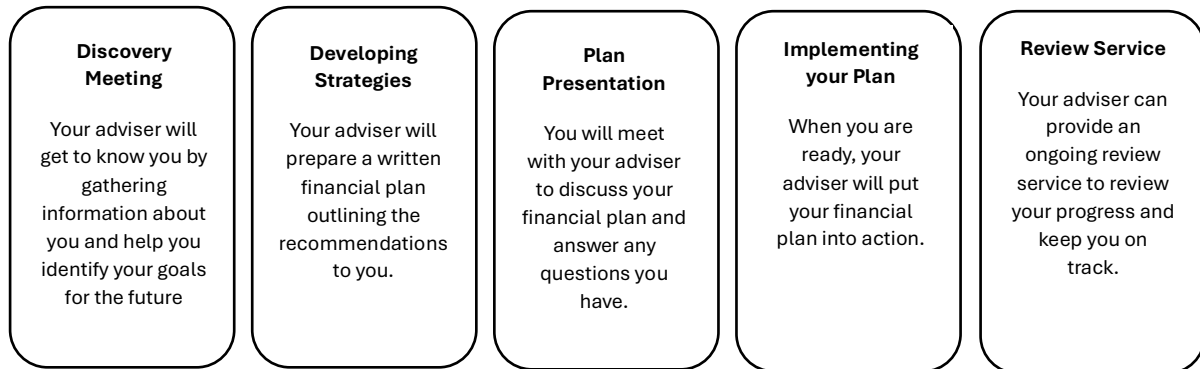 Discovery
Meeting
Your adviser will
get to know you by
gathering
information about
you and help you
identify your goals
for the future
Developing
Strategies
Your adviser will
prepare a written
financial plan
outlining the
recommendations
to you.
Plan
Presentation
You will meet
with your adviser
to discuss your
financial plan and
answer any
questions you
have.
Implementing
your Plan
When you are
ready, your
adviser will put
your financial
plan into action.
Review Service
Your adviser can
provide an
ongoing review
service to review
your progress and
keep you on
track.